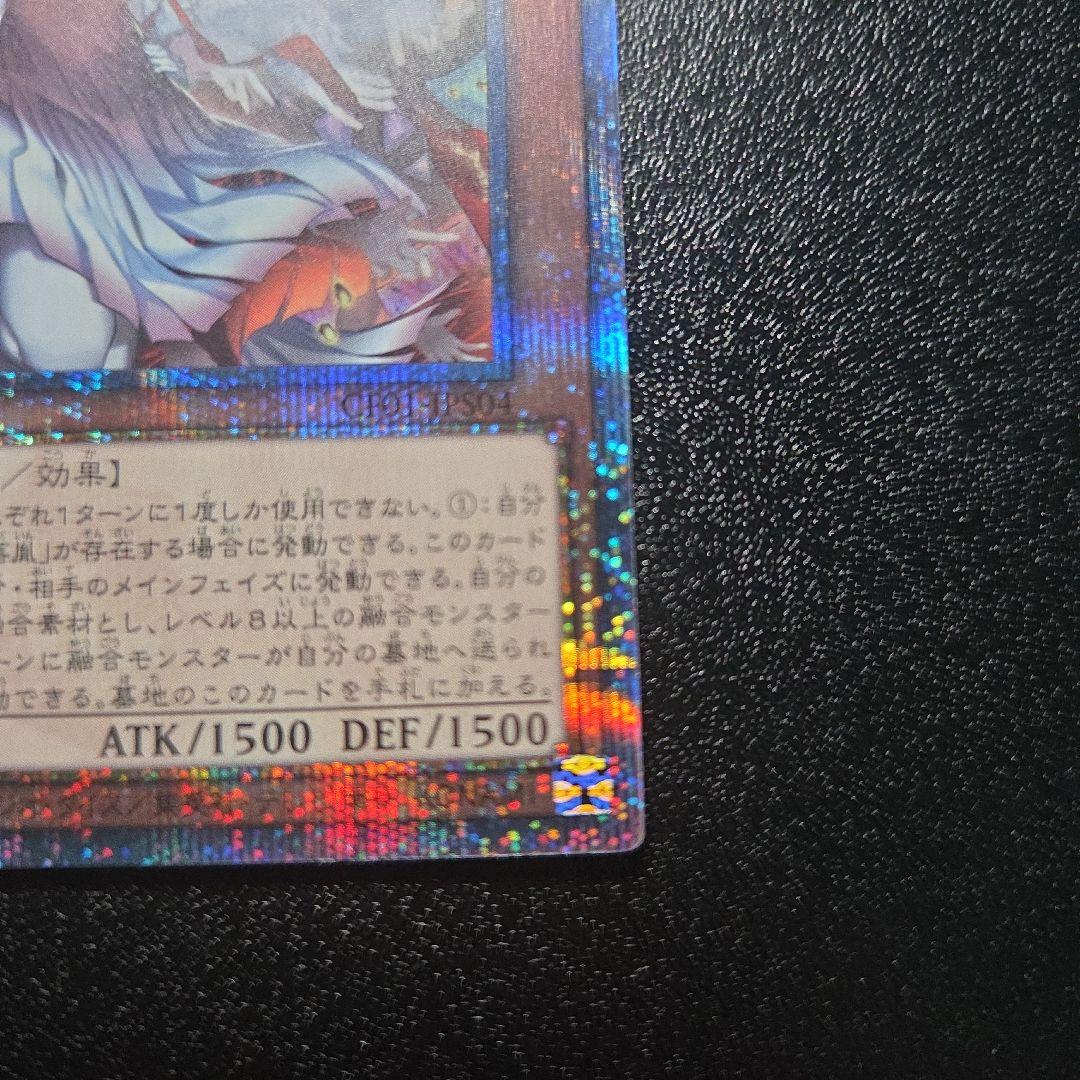 CF01-JPS04
／効果】
ぞれ１ターンに１度しか使用できない。①：自分
胤」が存在する場合に発動できる。このカード
・相手のメインフェイズに発動できる。自分の
合素材とし、レベル８以上の融合モンスター
ーンに融合モンスターが自分の墓地へ送られ
動できる。墓地のこのカードを手札に加える。
ATK/1500 DEF/1500